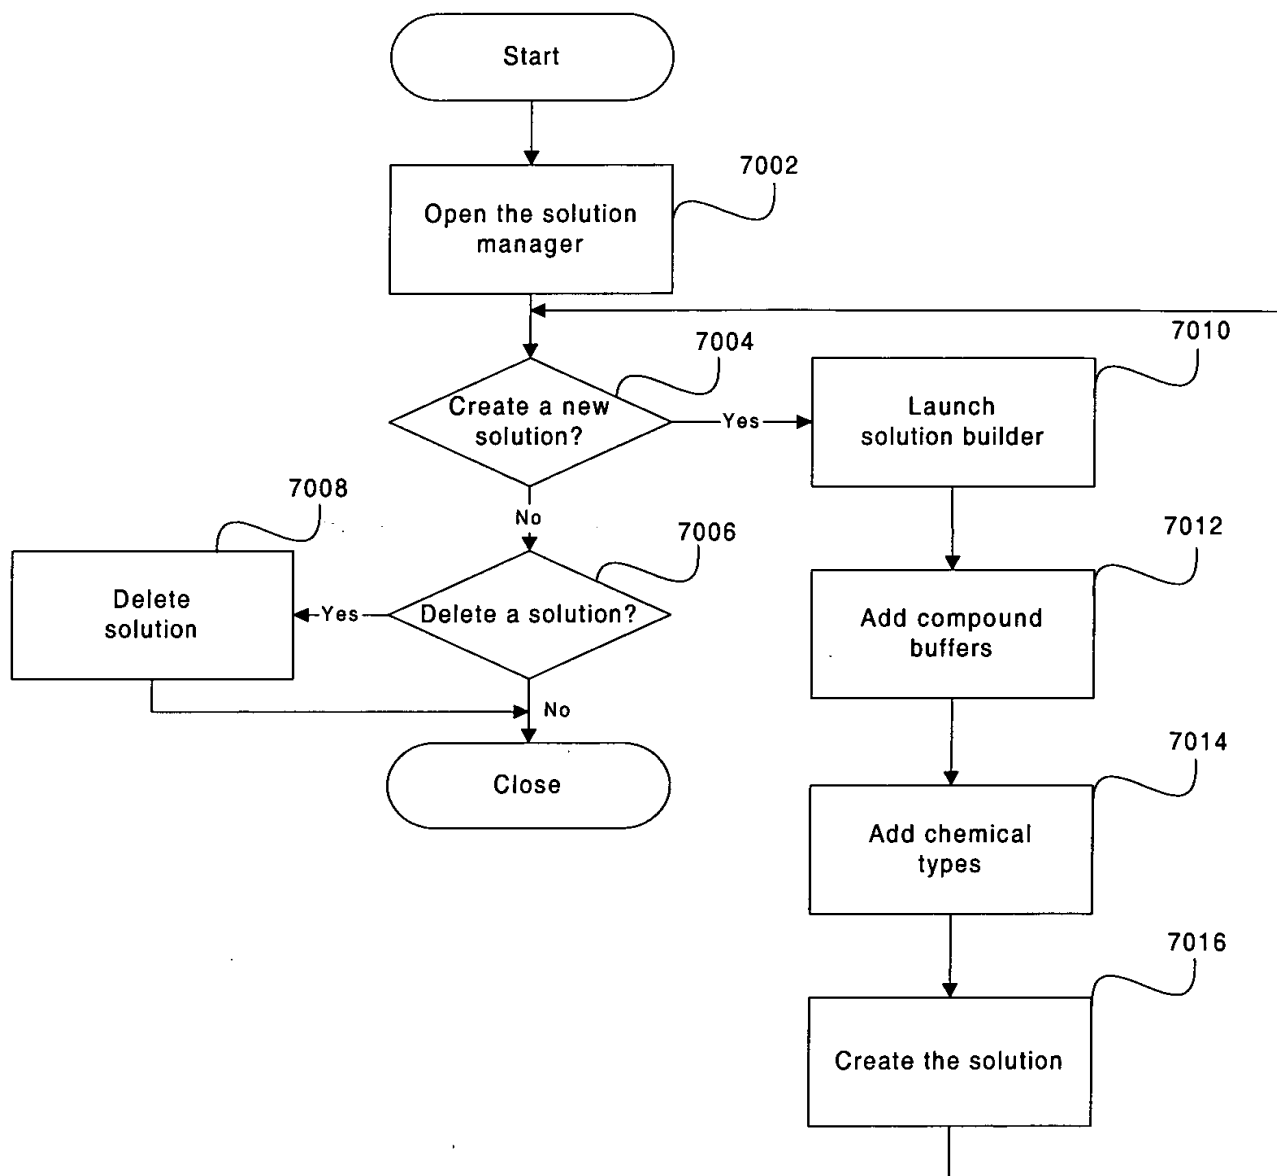 Start
7002
Open the solution
manager
7004
7010
Create a new
solution?
Yes
Launch
solution builder
7008
No
7006
7012
Delete
solution
Yes
Delete a solution?
Add compound
buffers
No
Close
7014
Add chemical
types
7016
Create the solution